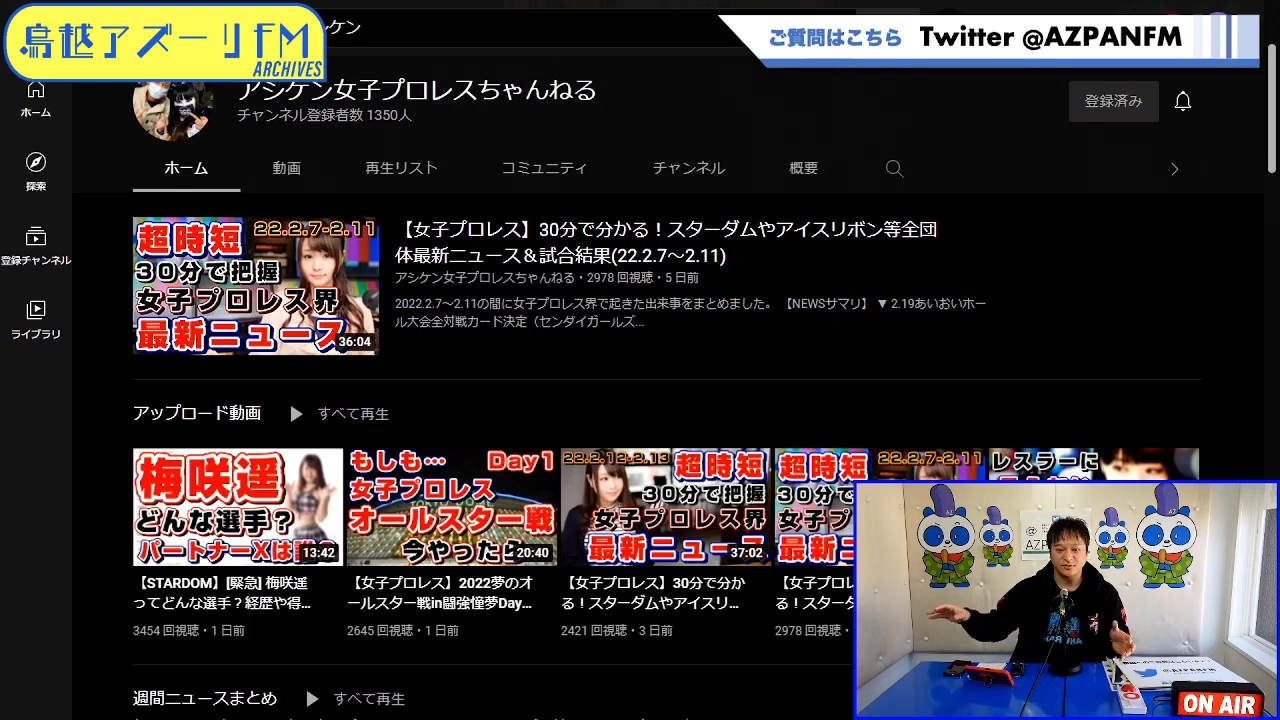 鳥越アズーリFM
ARCHIVES
ご質問はこちら Twitter @AZPANFM
ホーム
探索
登録チャンネル
ライブラリ
アシケン女子プロレスちゃんねる
チャンネル登録者数 1350人
登録済み
ホーム 動画 再生リスト コミュニティ チャンネル 概要
22.2.7-2.11
超時短
30分で把握
女子プロレス界
最新ニュース
36:04
【女子プロレス】30分で分かる！スターダムやアイスリボン等全団
体最新ニュース＆試合結果(22.2.7〜2.11)
アシケン女子プロレスちゃんねる・2978 回視聴・5 日前
2022.2.7〜2.11の間に女子プロレス界で起きた出来事をまとめました。 【NEWSサマリ】 ▼ 2.19あいおいホー
ル大会全対戦カード決定（センダイガールズ...
アップロード動画 ▶ すべて再生
梅咲遥
どんな選手？
パートナーXは
13:42
【STARDOM】[緊急] 梅咲遥
ってどんな選手？経歴や得...
3454 回視聴・1 日前
もしも… Day1
女子プロレス
オールスター戦
今やったら
20:40
【女子プロレス】2022夢のオ
ールスター戦in闘強憧夢Day...
2645 回視聴・1 日前
22.2.12-2.13
超時短
30分で把握
女子プロレス界
最新ニュース
37:02
【女子プロレス】30分で分か
る！スターダムやアイスリ...
2421 回視聴・3 日前
超時短 22.2.7-2.11
30分
女子プ
最新
【女子プロレ
る！スターダ
2978 回視聴・
レスラーに
週間ニュースまとめ ▶ すべて再生
AZ
AZ
@
AZP
@AZPANFM
ON AIR